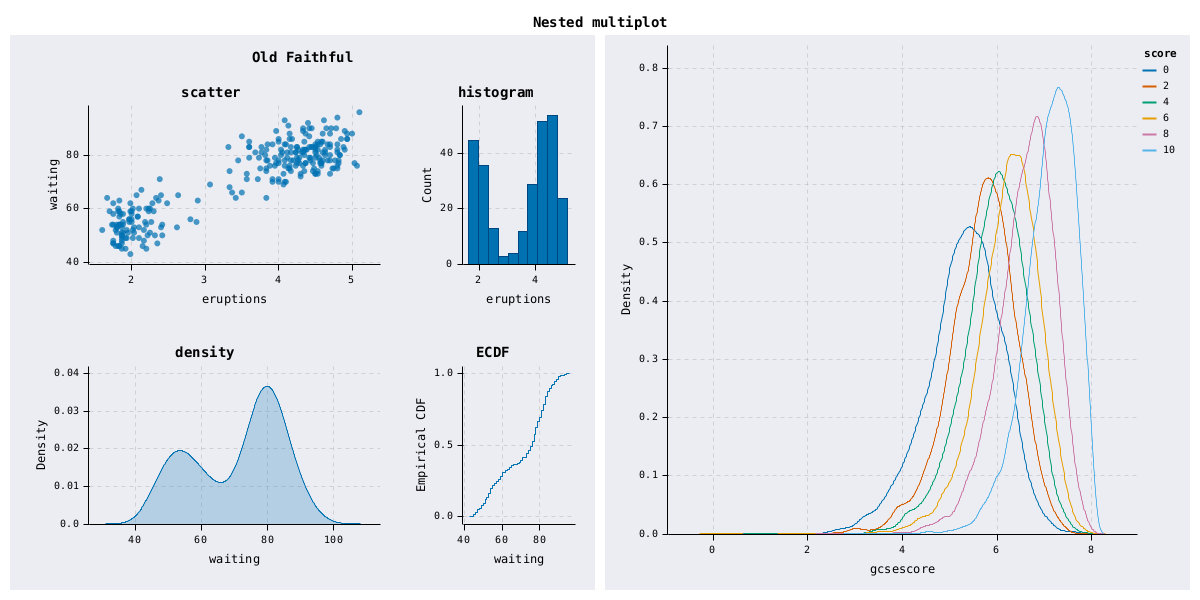 Nested multiplot
Old Faithful
scatter
waiting
80
60
40
2
3
4
5
eruptions
histogram
Count
40
20
0
2
4
eruptions
density
Density
0.04
0.03
0.02
0.01
0.0
40
60
80
100
waiting
ECDF
Empirical CDF
1.0
0.5
0.0
40
60
80
waiting
Density
0.8
0.7
0.6
0.5
0.4
0.3
0.2
0.1
0.0
0
2
4
6
8
gcsescore
score
0
2
4
6
8
10